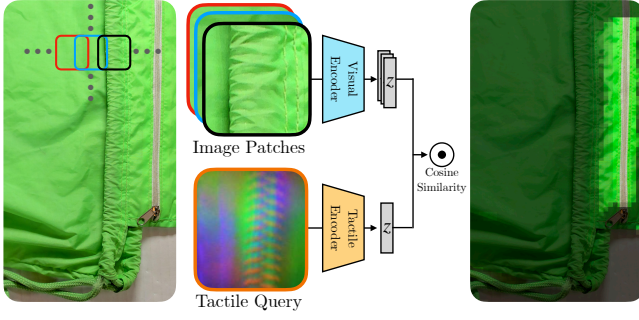 Visual
Encoder
z
Image Patches
Cosine
Similarity
Tactile
Encoder
z
Tactile Query